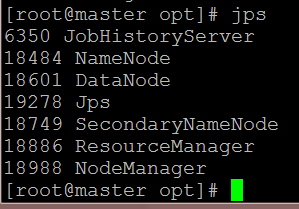 [root@master opt]# jps
6350 JobHistoryServer
18484 NameNode
18601 DataNode
19278 Jps
18749 SecondaryNameNode
18886 ResourceManager
18988 NodeManager
[root@master opt]#